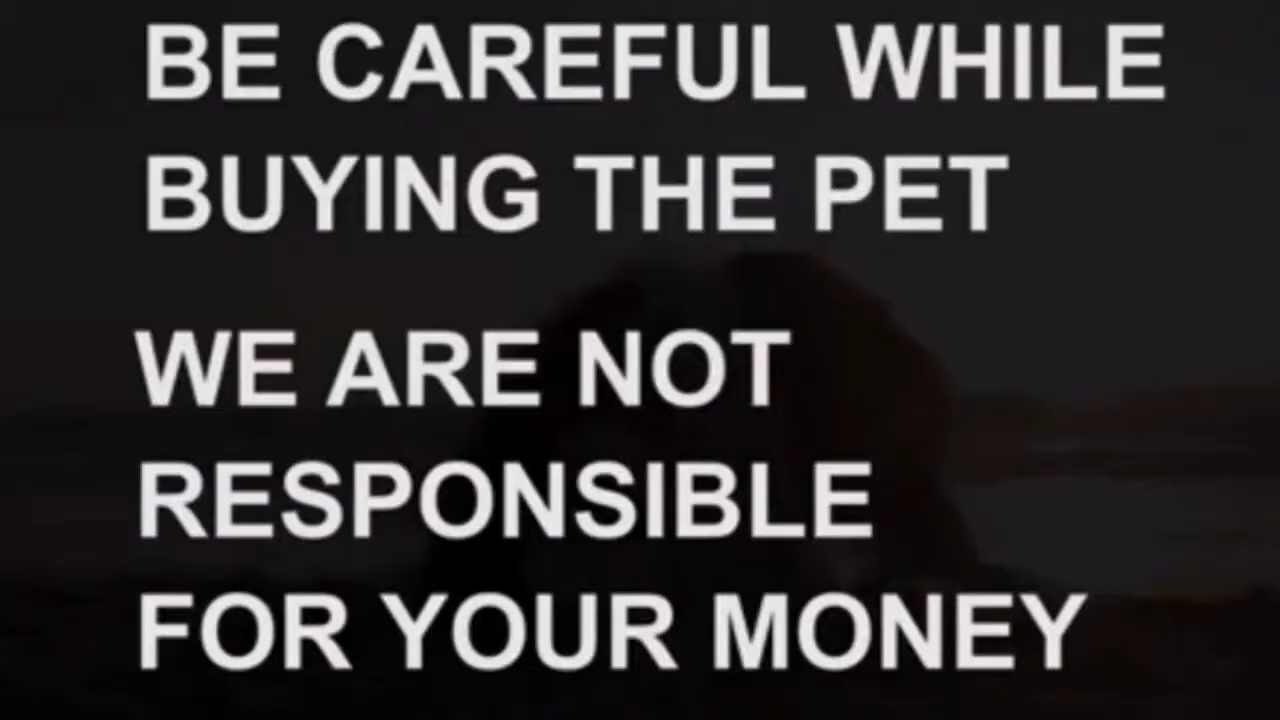 BE CAREFUL WHILE
BUYING THE PET
WE ARE NOT
RESPONSIBLE
FOR YOUR MONEY